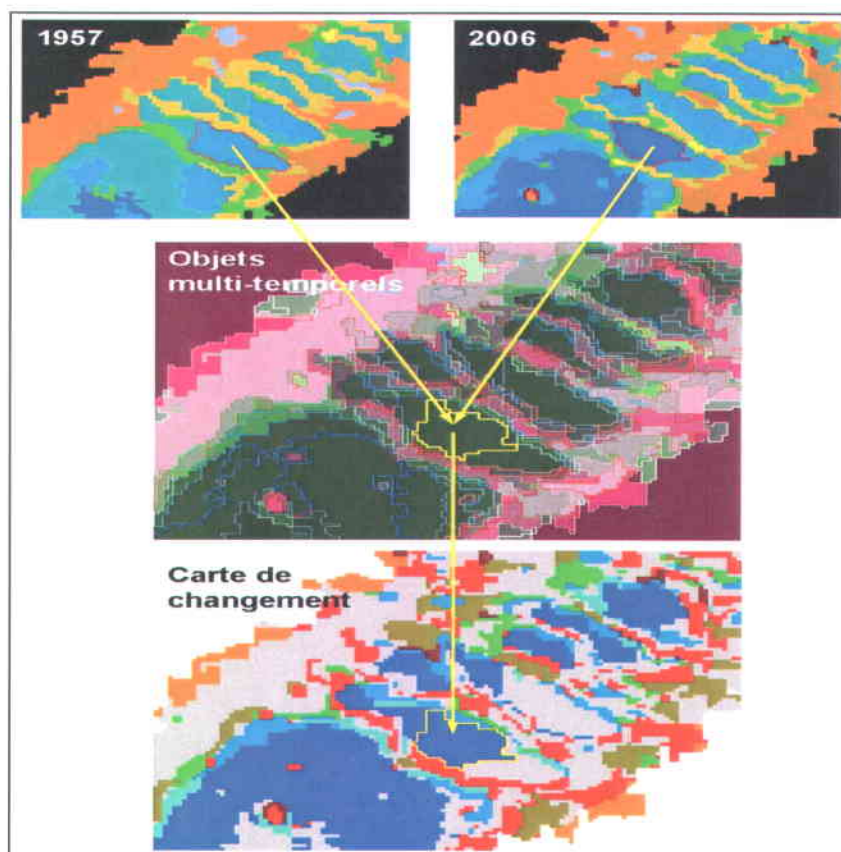 1957
2006
Objets
multi-temporels
Carte de
changement